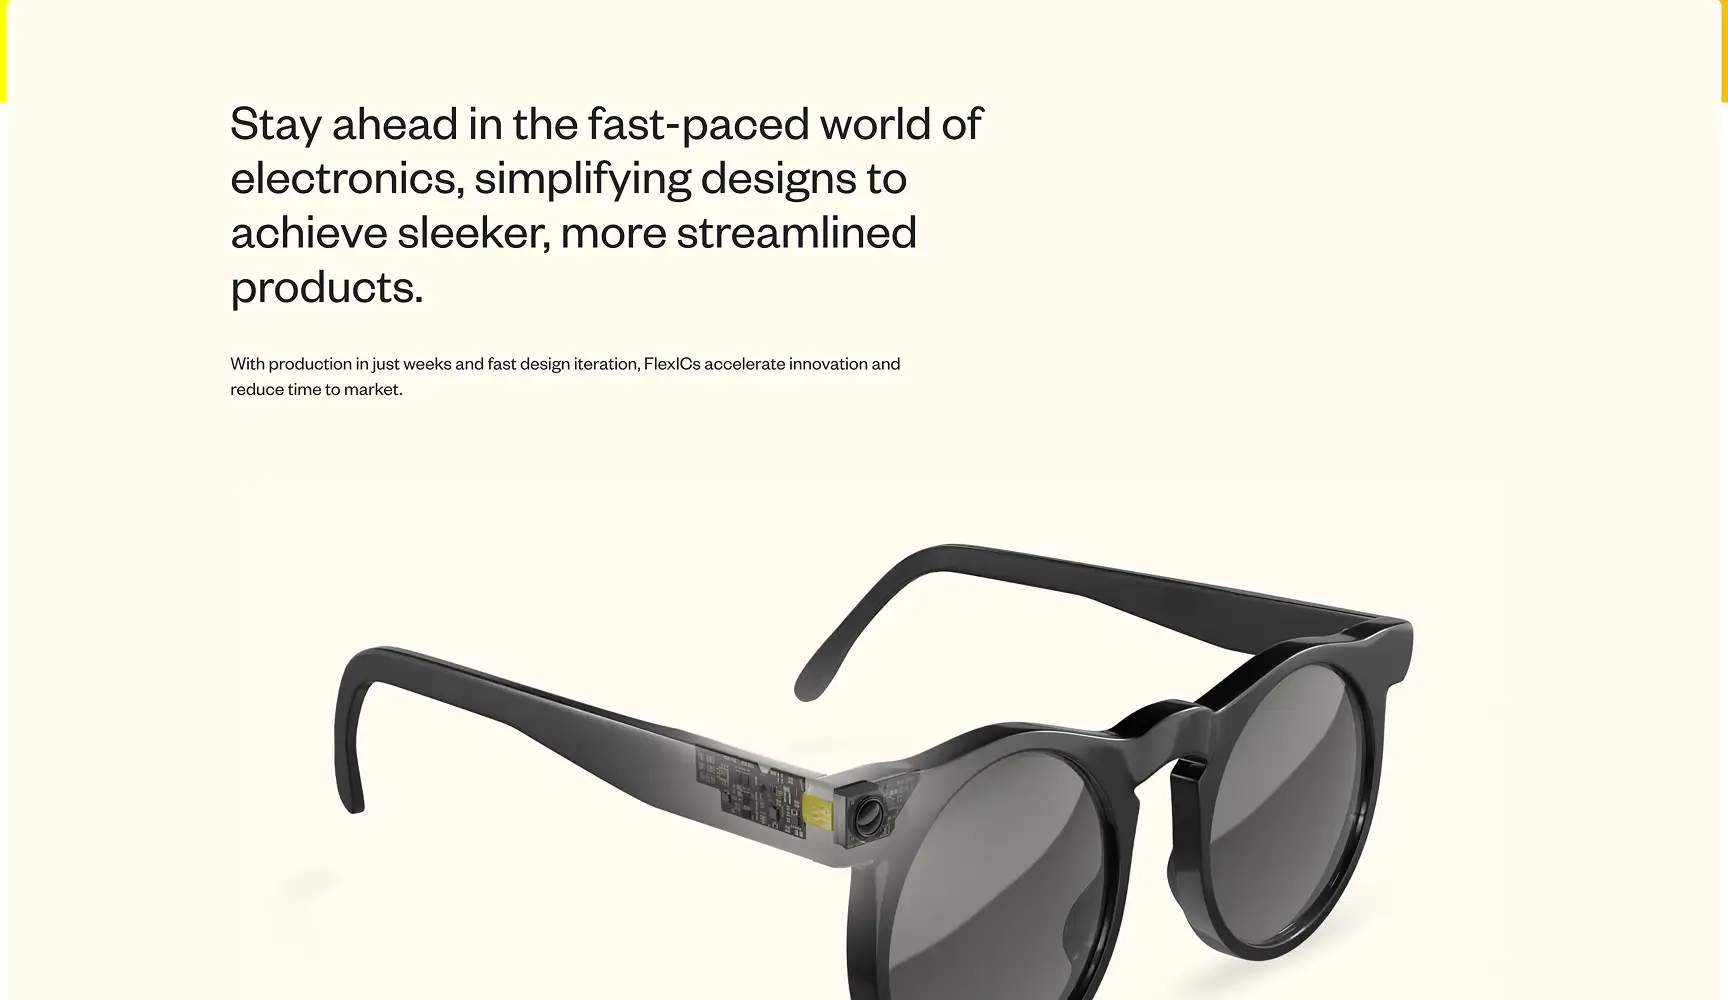 Stay ahead in the fast-paced world of
electronics, simplifying designs to
achieve sleeker, more streamlined
products.
With production in just weeks and fast design iteration, FlexICs accelerate innovation and
reduce time to market.